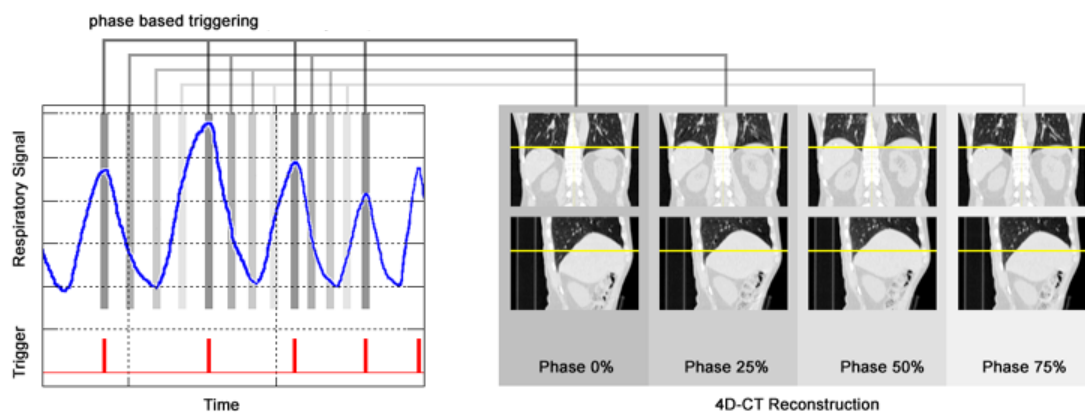 phase based triggering
Respiratory Signal
Trigger
Time
Phase 0%
Phase 25%
Phase 50%
Phase 75%
4D-CT Reconstruction